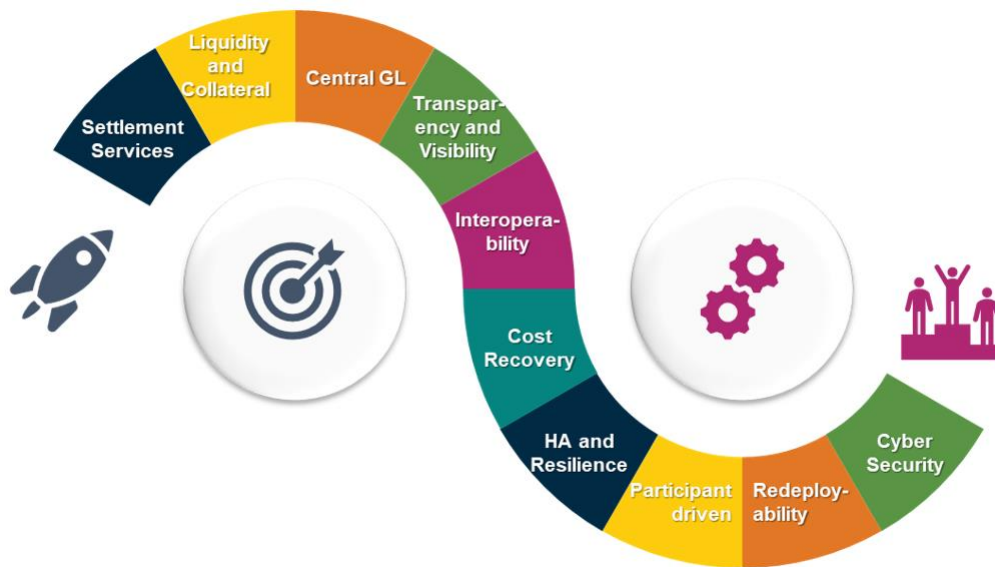 Settlement
Services
Liquidity
and
Collateral
Central GL
Transpar-
ency and
Visibility
Interopera-
bility
Cost
Recovery
HA and
Resilience
Participant
driven
Redeploy-
ability
Cyber
Security